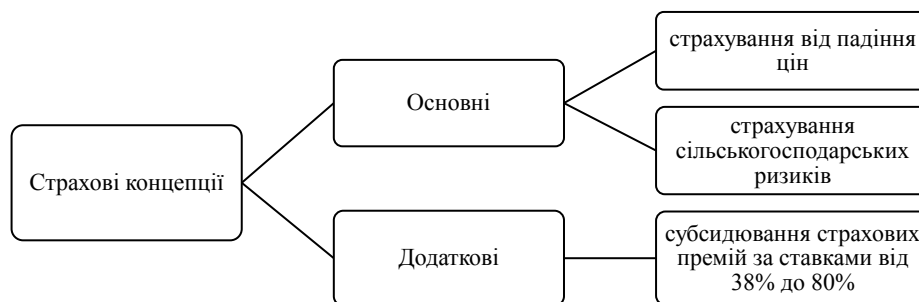 Страхові концепції
Основні
страхування від падіння
цін
страхування
сільськогосподарських
ризиків
Додаткові
субсидювання страхових
премій за ставками від
38% до 80%